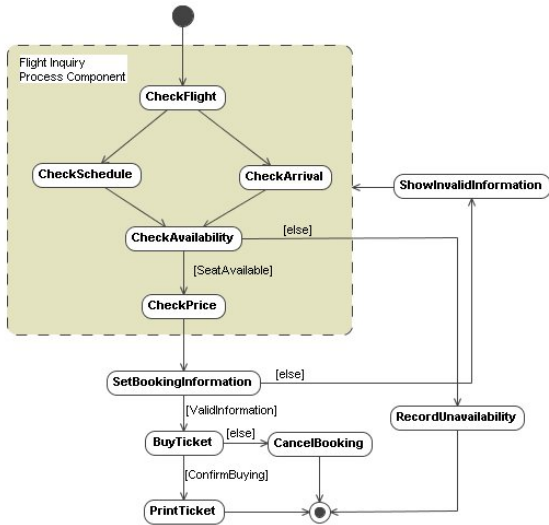 Flight Inquiry
Process Component
CheckFlight
CheckSchedule
CheckArrival
ShowInvalidInformation
CheckAvailability
[else]
[SeatAvailable]
CheckPrice
SetBookingInformation
[else]
[ValidInformation]
RecordUnavailability
BuyTicket
[else]
CancelBooking
[ConfirmBuying]
PrintTicket